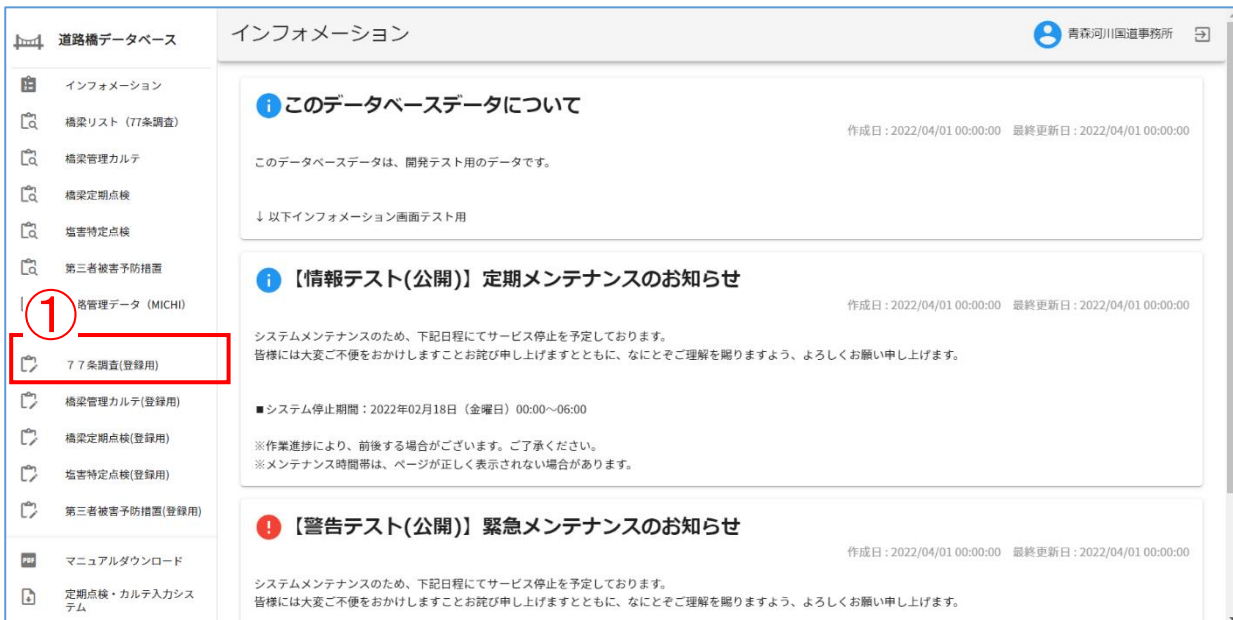 道路橋データベース
インフォメーション
青森河川国道事務所
インフォメーション
橋梁リスト（77条調査）
橋梁管理カルテ
橋梁定期点検
塩害特定点検
第三者被害予防措置
路管理データ（MICHI）
①
７７条調査(登録用)
橋梁管理カルテ(登録用)
橋梁定期点検(登録用)
塩害特定点検(登録用)
第三者被害予防措置(登録用)
PDF
マニュアルダウンロード
定期点検・カルテ入力シス
テム
このデータベースデータについて
作成日 : 2022/04/01 00:00:00 最終更新日 : 2022/04/01 00:00:00
このデータベースデータは、開発テスト用のデータです。
↓ 以下インフォメーション画面テスト用
【情報テスト(公開)】定期メンテナンスのお知らせ
作成日 : 2022/04/01 00:00:00 最終更新日 : 2022/04/01 00:00:00
システムメンテナンスのため、下記日程にてサービス停止を予定しております。
皆様には大変ご不便をおかけしますことお詫び申し上げますとともに、なにとぞご理解を賜りますよう、よろしくお願い申し上げます。
■システム停止期間：2022年02月18日（金曜日）00:00～06:00
※作業進捗により、前後する場合がございます。ご了承ください。
※メンテナンス時間帯は、ページが正しく表示されない場合があります。
【警告テスト(公開)】緊急メンテナンスのお知らせ
作成日 : 2022/04/01 00:00:00 最終更新日 : 2022/04/01 00:00:00
システムメンテナンスのため、下記日程にてサービス停止を予定しております。
皆様には大変ご不便をおかけしますことお詫び申し上げますとともに、なにとぞご理解を賜りますよう、よろしくお願い申し上げます。